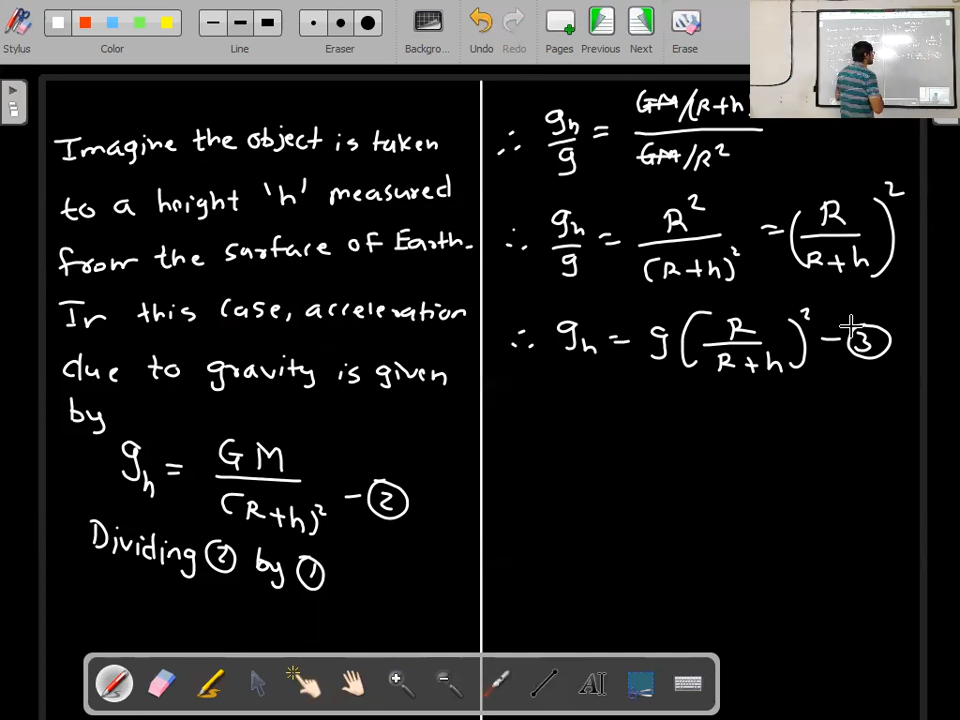 Stylus
Color
Line
Eraser
Backgro...
Undo
Redo
Pages
Previous
Next
Erase
Imagine the object is taken
to a height 'h' measured
from the surface of Earth.
In this case, acceleration
due to gravity is given
by
gₕ = GM / (R+h)² - ②
Dividing ② by ①
∴ gₕ/g = GM/(R+h) / GM/R²
∴ gₕ/g = R² / (R+h)² = (R / R+h)²
∴ gₕ = g (R / R+h)² - ③
AI